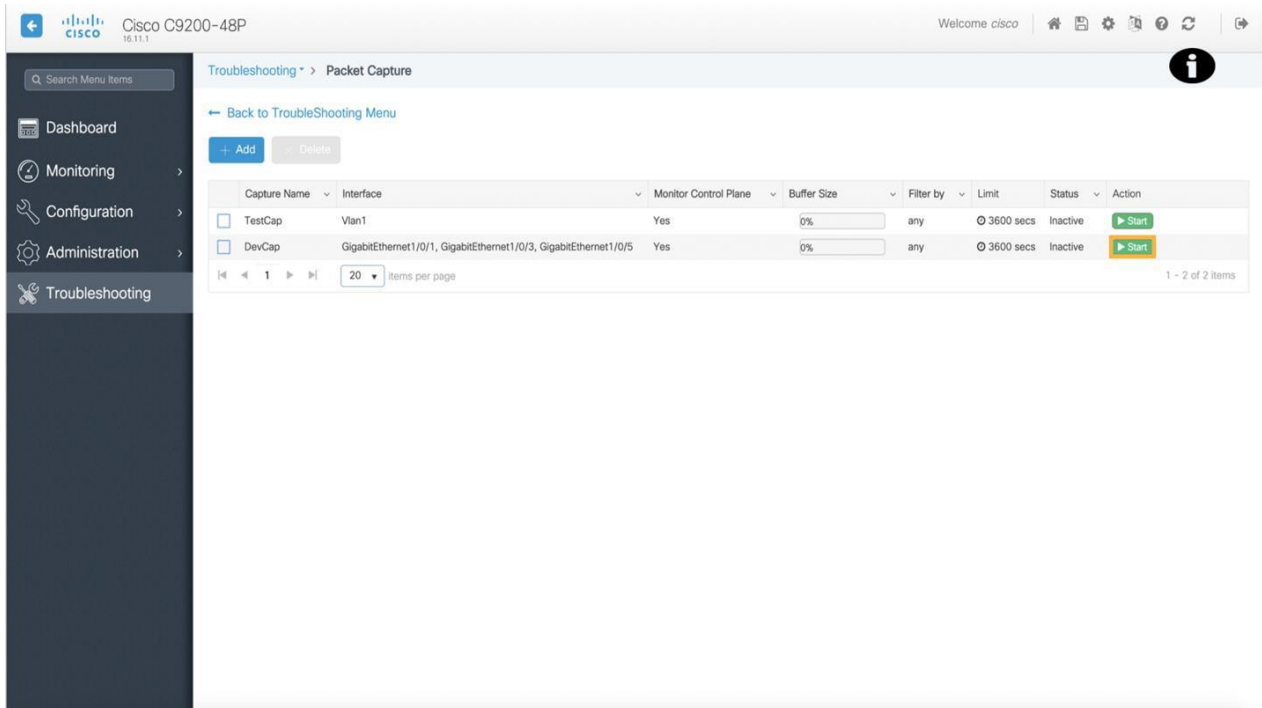 cisco
Cisco C9200-48P
16.11.1
Welcome cisco
Search Menu Items
Dashboard
Monitoring
Configuration
Administration
Troubleshooting
Troubleshooting > Packet Capture
← Back to TroubleShooting Menu
+ Add
× Delete
Capture Name Interface Monitor Control Plane Buffer Size Filter by Limit Status Action
TestCap Vlan1 Yes 0% any 3600 secs Inactive Start
DevCap GigabitEthernet1/0/1, GigabitEthernet1/0/3, GigabitEthernet1/0/5 Yes 0% any 3600 secs Inactive Start
1 20 items per page 1 - 2 of 2 items